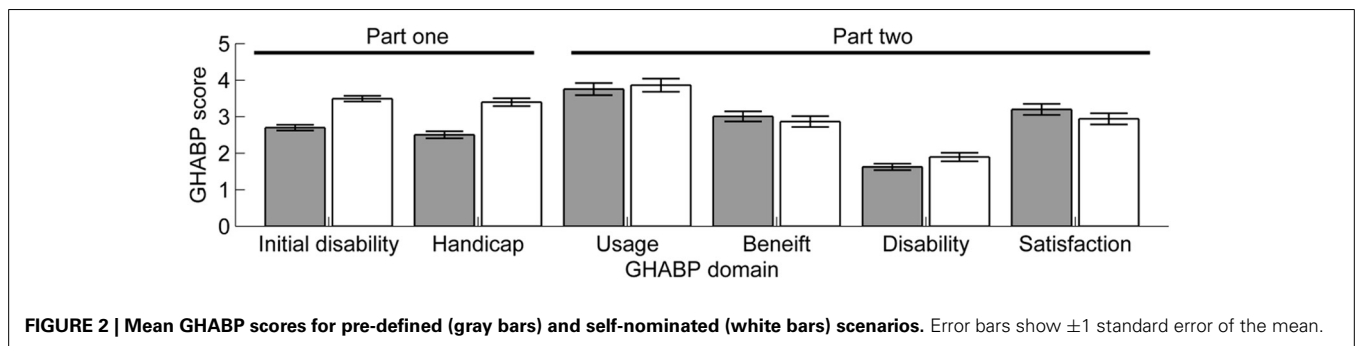 Part one Part two
GHABP score
5
4
3
2
1
0
Initial disability Handicap Usage Beneift Disability Satisfaction
GHABP domain
FIGURE 2 | Mean GHABP scores for pre-defined (gray bars) and self-nominated (white bars) scenarios. Error bars show ±1 standard error of the mean.